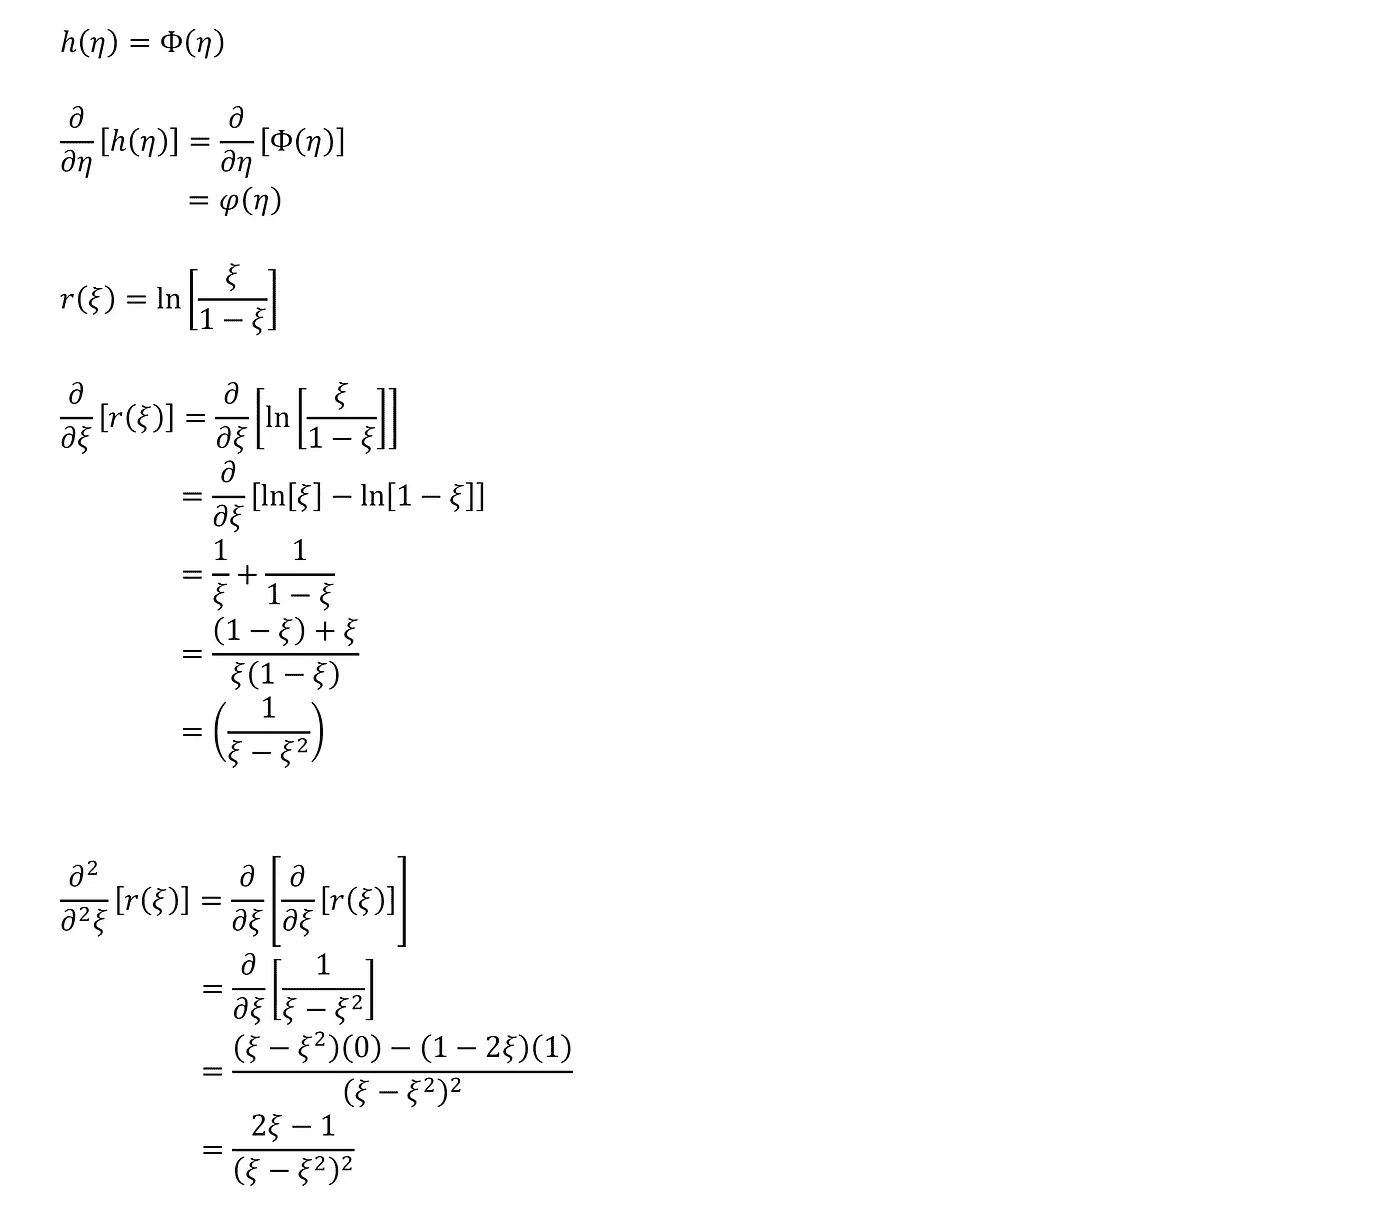 h(η) = Φ(η)
∂/∂η [h(η)] = ∂/∂η [Φ(η)]
= φ(η)
r(ξ) = ln [ξ/(1 − ξ)]
∂/∂ξ [r(ξ)] = ∂/∂ξ [ln [ξ/(1 − ξ)]]
= ∂/∂ξ [ln[ξ] − ln[1 − ξ]]
= 1/ξ + 1/(1 − ξ)
= ((1 − ξ) + ξ)/(ξ(1 − ξ))
= (1/(ξ − ξ²))
∂²/∂²ξ [r(ξ)] = ∂/∂ξ [∂/∂ξ [r(ξ)]]
= ∂/∂ξ [1/(ξ − ξ²)]
= ((ξ − ξ²)(0) − (1 − 2ξ)(1))/(ξ − ξ²)²
= (2ξ − 1)/(ξ − ξ²)²